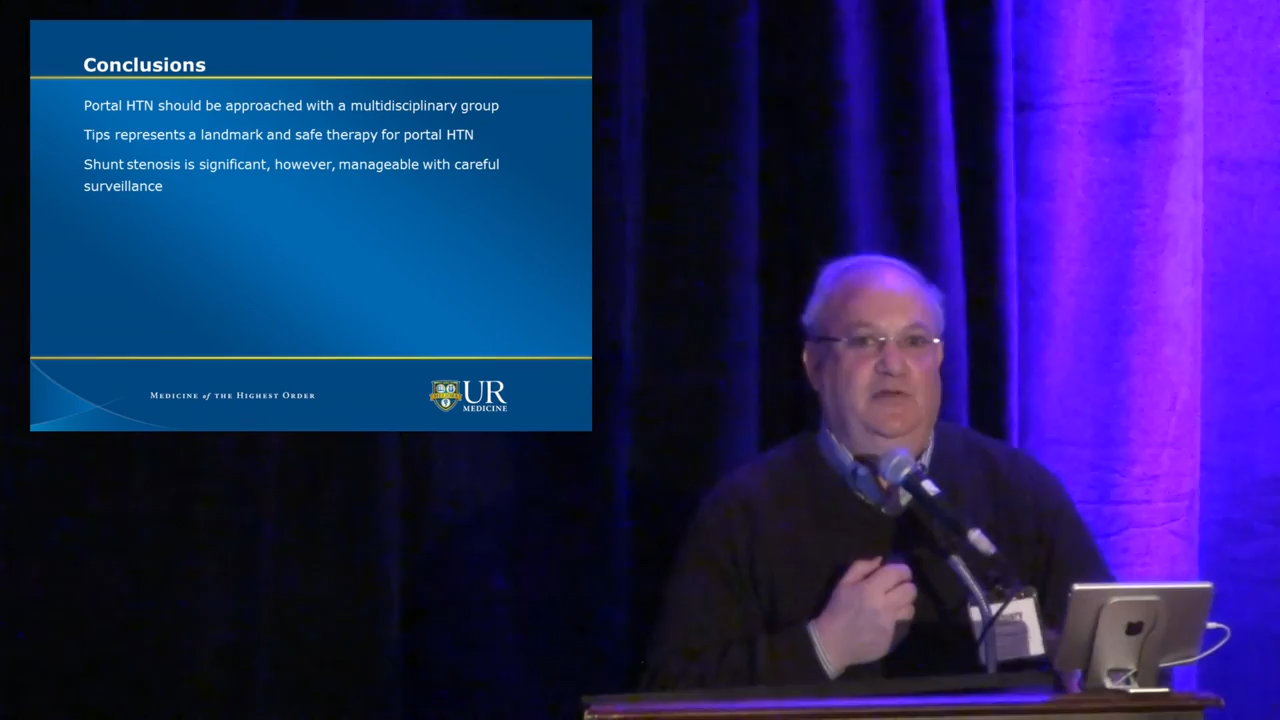 Conclusions
Portal HTN should be approached with a multidisciplinary group
Tips represents a landmark and safe therapy for portal HTN
Shunt stenosis is significant, however, manageable with careful
surveillance
MEDICINE of THE HIGHEST ORDER
UR
MEDICINE